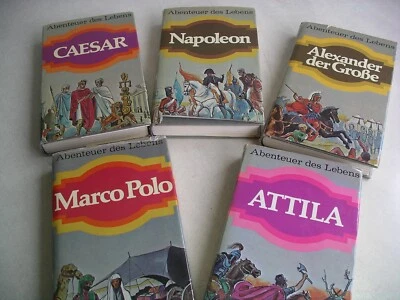 Abenteuer des Lebens
CAESAR
Abenteuer des Lebens
Napoleon
Abenteuer des Lebens
Alexander
der Große
Abenteuer des Lebens
Marco Polo
Abenteuer des Lebens
ATTILA